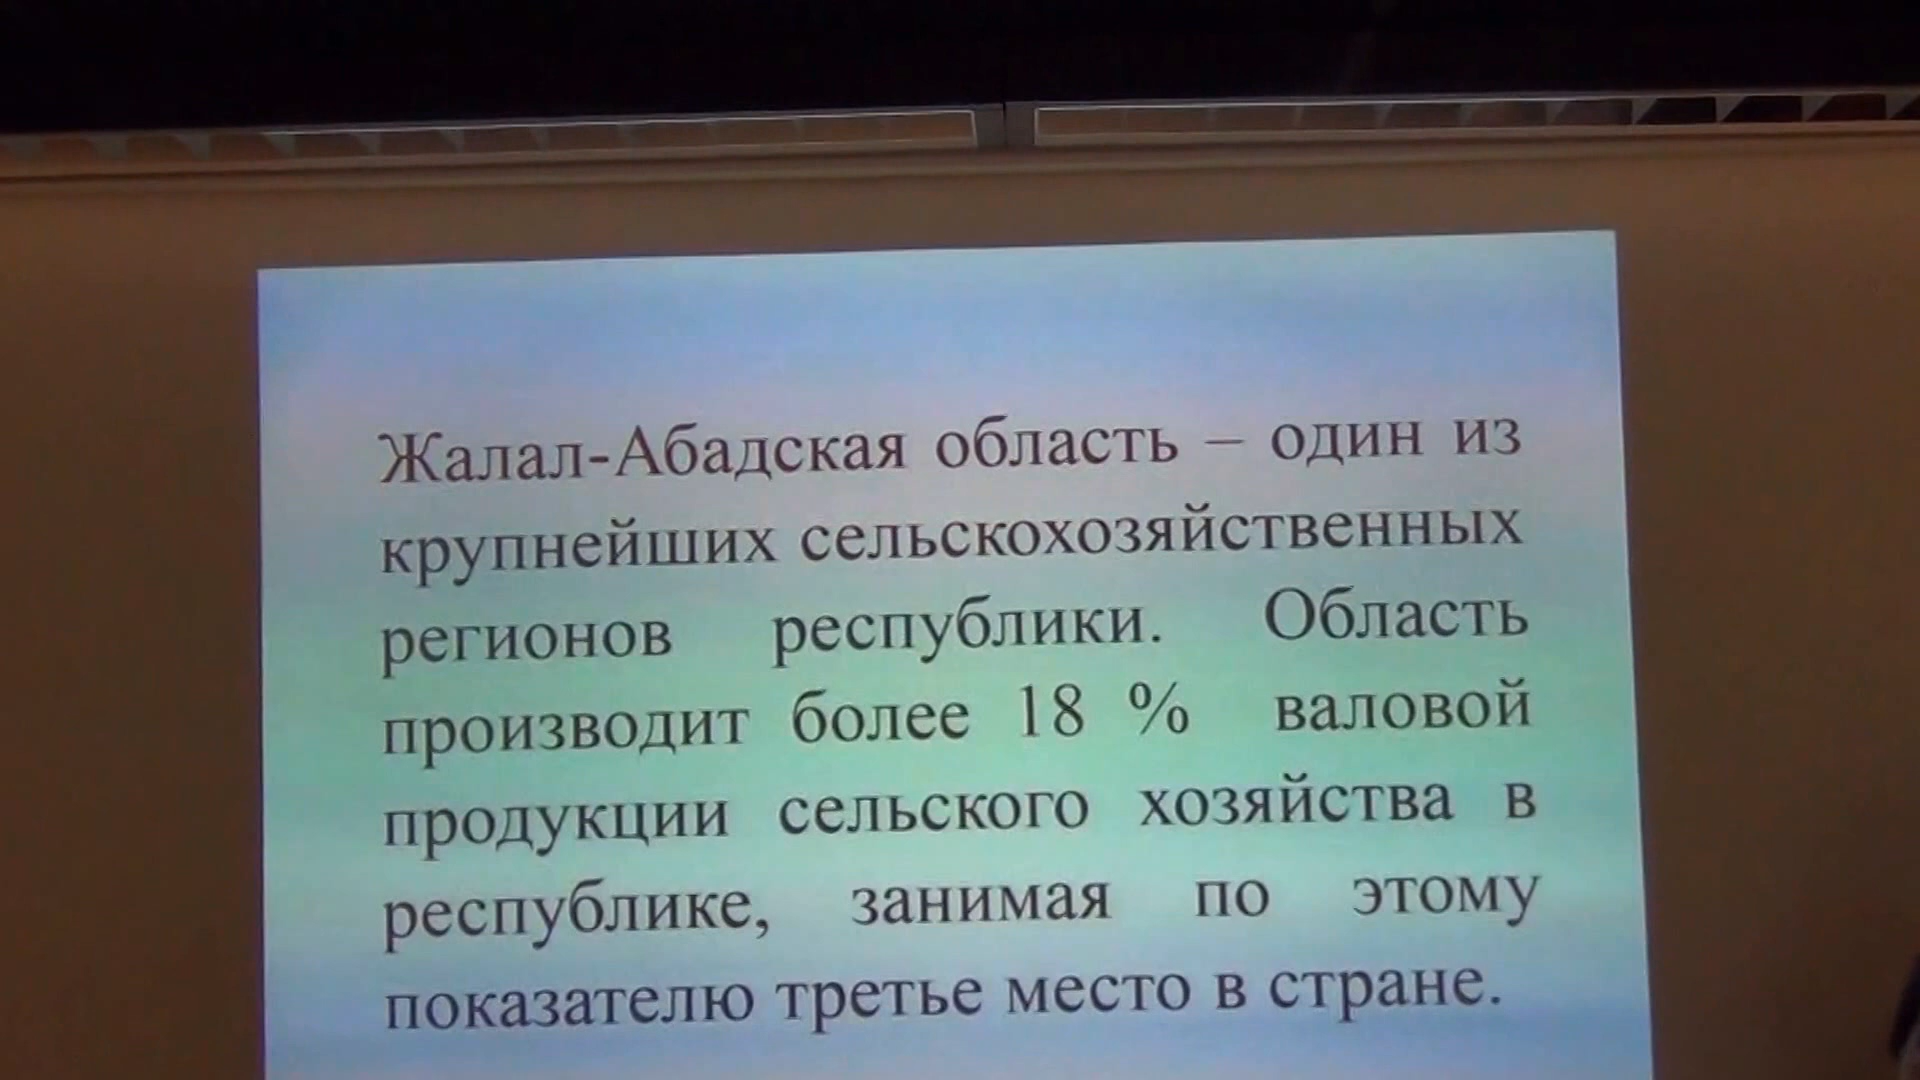 Жалал-Абадская область – один из
крупнейших сельскохозяйственных
регионов республики. Область
производит более 18 % валовой
продукции сельского хозяйства в
республике, занимая по этому
показателю третье место в стране.